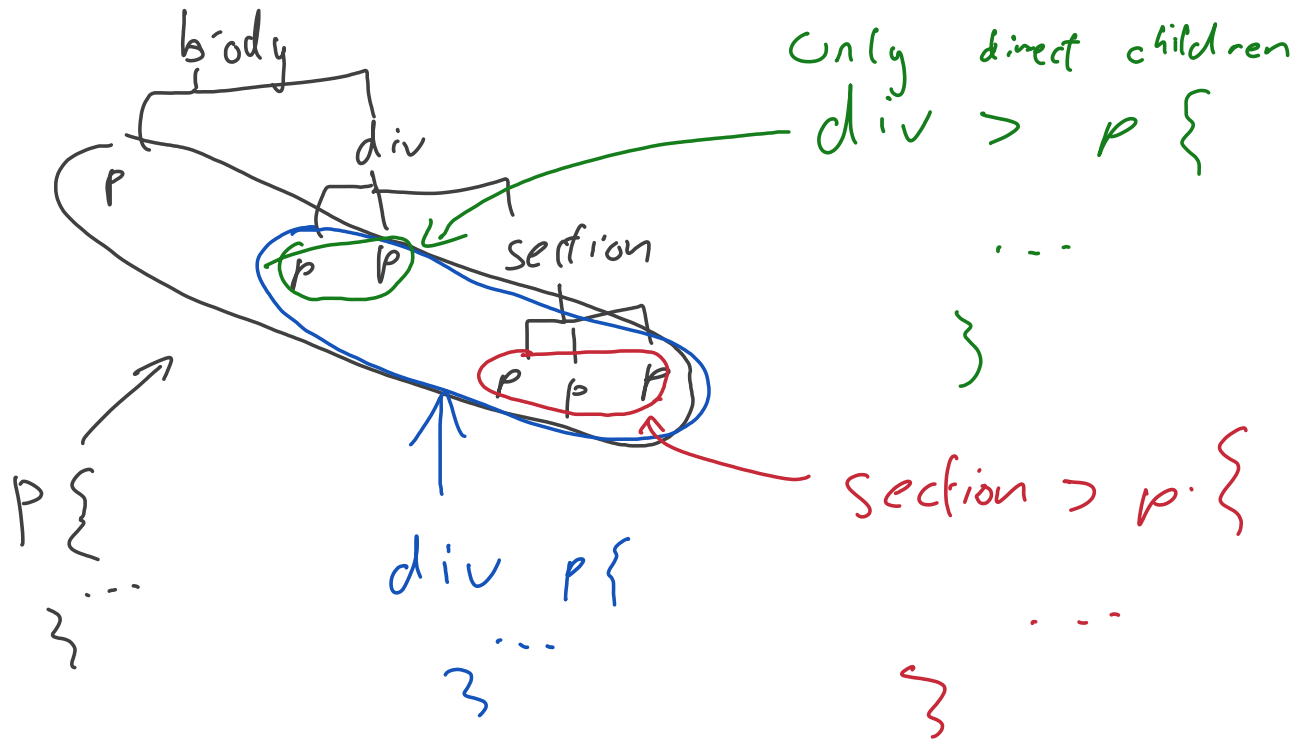 body
only direct children
div > p {
...
}
div
p
p p
section
p p p
section > p {
...
}
p {
...
}
div p {
...
}